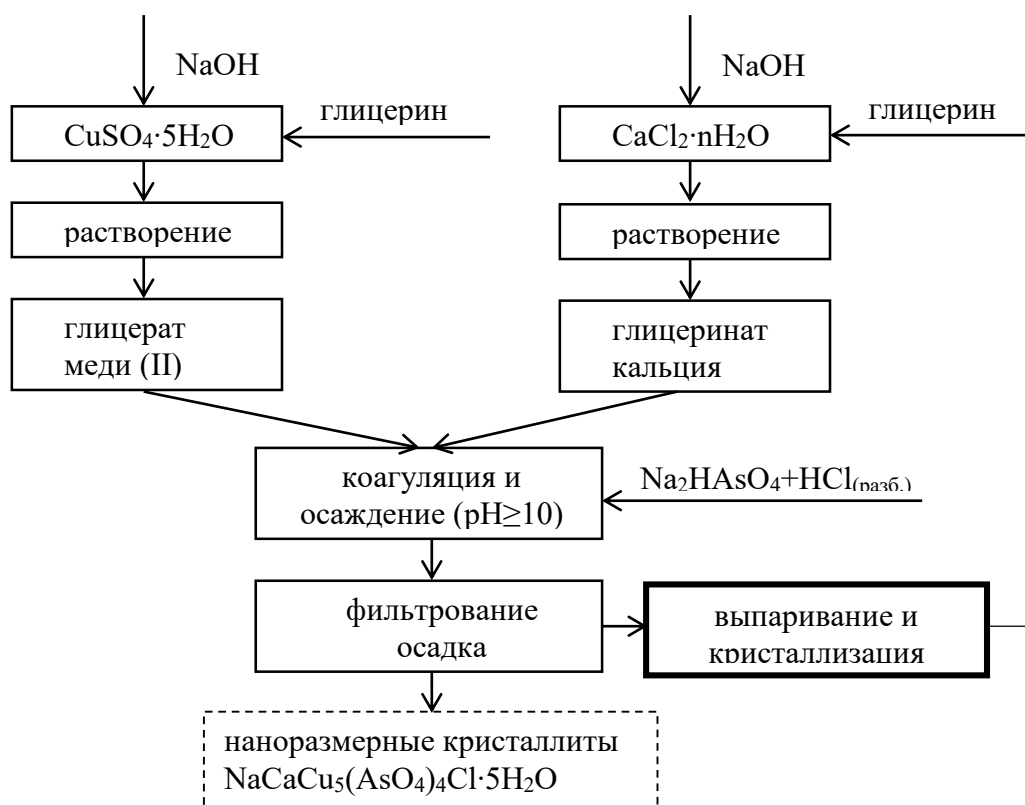 NaOH
NaOH
глицерин
глицерин
CuSO₄·5H₂O
CaCl₂·nH₂O
растворение
растворение
глицерат
меди (II)
глицеринат
кальция
коагуляция и
осаждение (pH≥10)
Na₂HAsO₄+HCl₍разб.₎
фильтрование
осадка
выпаривание и
кристаллизация
наноразмерные кристаллиты
NaCaCu₅(AsO₄)₄Cl·5H₂O